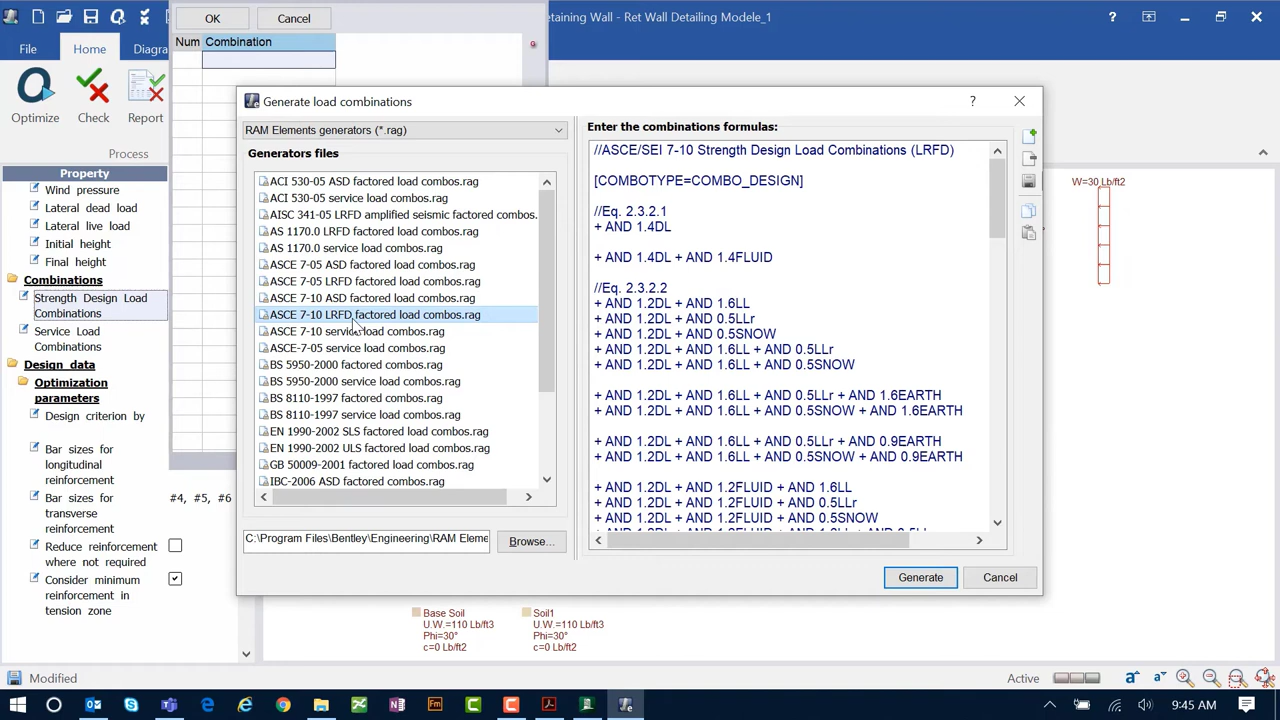 etaining Wall - Ret Wall Detailing Modele_1
?
File
Home
Diagra
Optimize
Check
Report
Process
OK
Cancel
Num
Combination
Property
Wind pressure
Lateral dead load
Lateral live load
Initial height
Final height
Combinations
Strength Design Load
Combinations
Service Load
Combinations
Design data
Optimization
parameters
Design criterion by
Bar sizes for
longitudinal
reinforcement
Bar sizes for
transverse
reinforcement
#4, #5, #6
Reduce reinforcement
where not required
Consider minimum
reinforcement in
tension zone
Generate load combinations
?
RAM Elements generators (*.rag)
Generators files
ACI 530-05 ASD factored load combos.rag
ACI 530-05 service load combos.rag
AISC 341-05 LRFD amplified seismic factored combos.
AS 1170.0 LRFD factored load combos.rag
AS 1170.0 service load combos.rag
ASCE 7-05 ASD factored load combos.rag
ASCE 7-05 LRFD factored load combos.rag
ASCE 7-10 ASD factored load combos.rag
ASCE 7-10 LRFD factored load combos.rag
ASCE 7-10 service load combos.rag
ASCE-7-05 service load combos.rag
BS 5950-2000 factored load combos.rag
BS 5950-2000 service load combos.rag
BS 8110-1997 factored load combos.rag
BS 8110-1997 service load combos.rag
EN 1990-2002 SLS factored load combos.rag
EN 1990-2002 ULS factored load combos.rag
GB 50009-2001 factored load combos.rag
IBC-2006 ASD factored load combos.rag
C:\Program Files\Bentley\Engineering\RAM Eleme
Browse...
Enter the combinations formulas:
//ASCE/SEI 7-10 Strength Design Load Combinations (LRFD)
[COMBOTYPE=COMBO_DESIGN]
//Eq. 2.3.2.1
+ AND 1.4DL
+ AND 1.4DL + AND 1.4FLUID
//Eq. 2.3.2.2
+ AND 1.2DL + AND 1.6LL
+ AND 1.2DL + AND 0.5LLr
+ AND 1.2DL + AND 0.5SNOW
+ AND 1.2DL + AND 1.6LL + AND 0.5LLr
+ AND 1.2DL + AND 1.6LL + AND 0.5SNOW
+ AND 1.2DL + AND 1.6LL + AND 0.5LLr + AND 1.6EARTH
+ AND 1.2DL + AND 1.6LL + AND 0.5SNOW + AND 1.6EARTH
+ AND 1.2DL + AND 1.6LL + AND 0.5LLr + AND 0.9EARTH
+ AND 1.2DL + AND 1.6LL + AND 0.5SNOW + AND 0.9EARTH
+ AND 1.2DL + AND 1.2FLUID + AND 1.6LL
+ AND 1.2DL + AND 1.2FLUID + AND 0.5LLr
+ AND 1.2DL + AND 1.2FLUID + AND 0.5SNOW
Generate
Cancel
W=30 Lb/ft2
Base Soil
U.W.=110 Lb/ft3
Phi=30°
c=0 Lb/ft2
Soil1
U.W.=110 Lb/ft3
Phi=30°
c=0 Lb/ft2
Modified
Active
9:45 AM